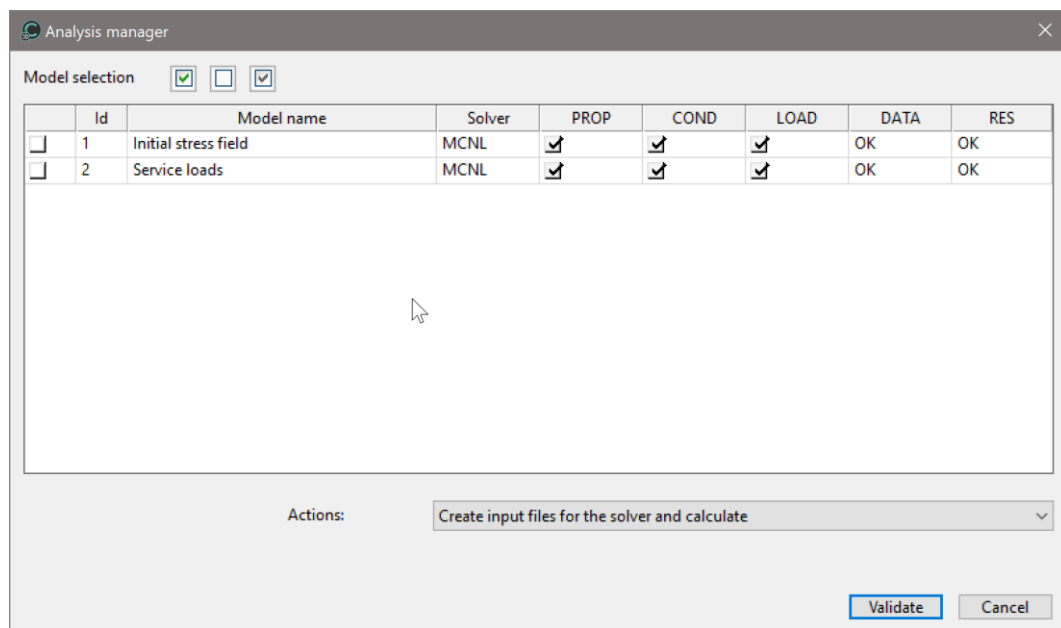 Analysis manager
Model selection
Id Model name Solver PROP COND LOAD DATA RES
1 Initial stress field MCNL OK OK
2 Service loads MCNL OK OK
Actions: Create input files for the solver and calculate
Validate Cancel